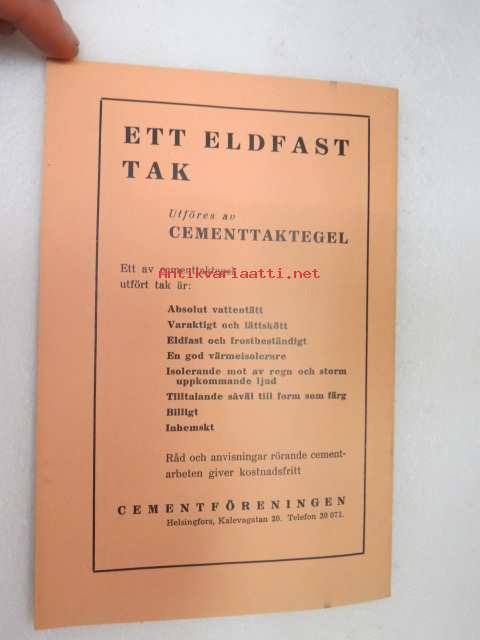 ETT ELDFAST
TAK
Utföres av
CEMENTTAKTEGEL
Antikvariaatti.net
Ett av cementtaktegel
utfört tak är:
Absolut vattentätt
Varaktigt och lättskött
Eldfast och frostbeständigt
En god värmeisolerare
Isolerande mot av regn och storm
uppkommande ljud
Tilltalande såväl till form som färg
Billigt
Inhemskt
Råd och anvisningar rörande cement-
arbeten giver kostnadsfritt
CEMENTFÖRENINGEN
Helsingfors, Kalevagatan 20. Telefon 20 071.